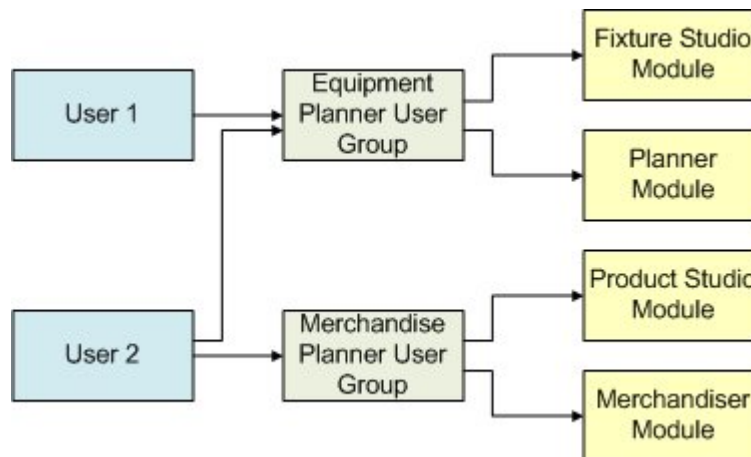 Fixture Studio
Module
User 1
Equipment
Planner User
Group
Planner
Module
Product Studio
Module
User 2
Merchandise
Planner User
Group
Merchandiser
Module